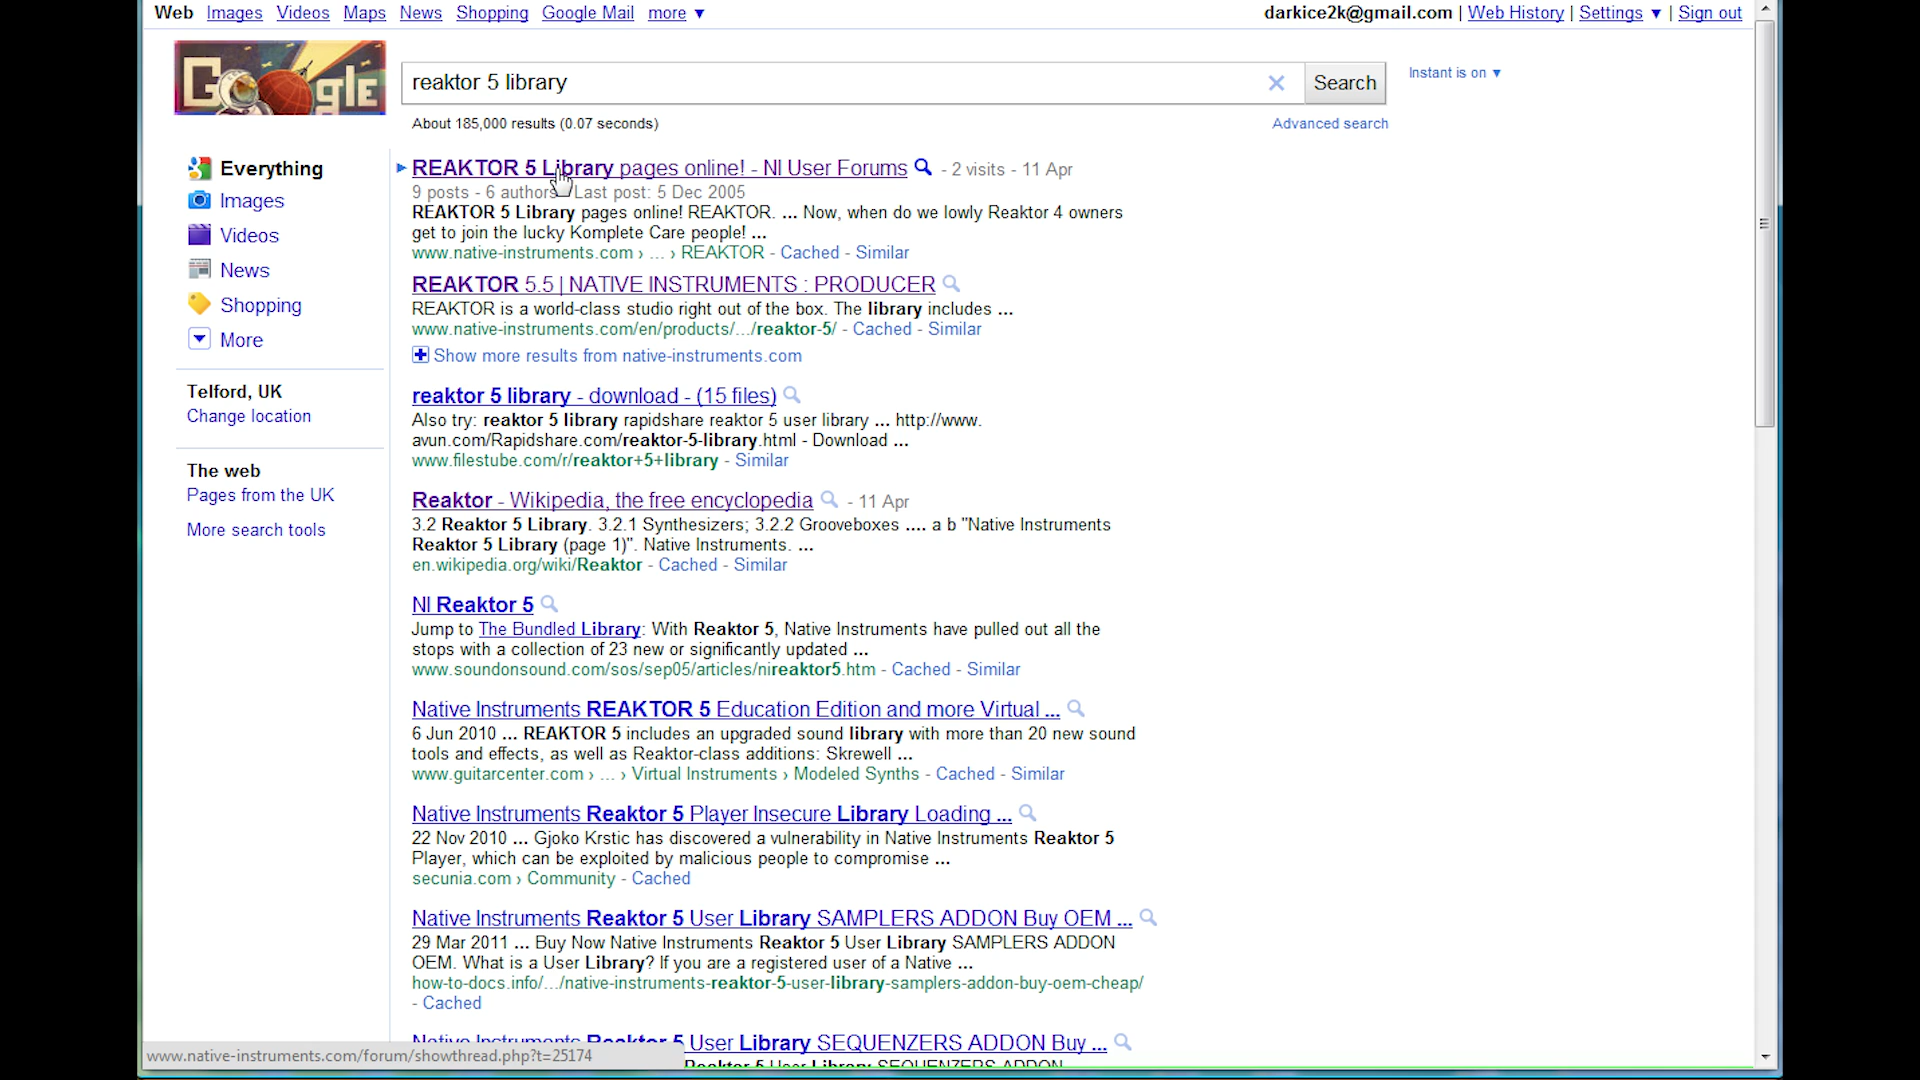 Web Images Videos Maps News Shopping Google Mail more ▼
darkice2k@gmail.com | Web History | Settings ▼ | Sign out
Google
reaktor 5 library
Search
Instant is on ▼
About 185,000 results (0.07 seconds)
Advanced search
Everything
Images
Videos
News
Shopping
More
Telford, UK
Change location
The web
Pages from the UK
More search tools
REAKTOR 5 Library pages online! - NI User Forums - 2 visits - 11 Apr
9 posts - 6 authors - Last post: 5 Dec 2005
REAKTOR 5 Library pages online! REAKTOR. ... Now, when do we lowly Reaktor 4 owners
get to join the lucky Komplete Care people! ...
www.native-instruments.com › ... › REAKTOR - Cached - Similar
REAKTOR 5.5 | NATIVE INSTRUMENTS : PRODUCER
REAKTOR is a world-class studio right out of the box. The library includes ...
www.native-instruments.com/en/products/.../reaktor-5/ - Cached - Similar
Show more results from native-instruments.com
reaktor 5 library - download - (15 files)
Also try: reaktor 5 library rapidshare reaktor 5 user library ... http://www.
avun.com/Rapidshare.com/reaktor-5-library.html - Download ...
www.filestube.com/r/reaktor+5+library - Similar
Reaktor - Wikipedia, the free encyclopedia - 11 Apr
3.2 Reaktor 5 Library. 3.2.1 Synthesizers; 3.2.2 Grooveboxes .... a b "Native Instruments
Reaktor 5 Library (page 1)". Native Instruments. ...
en.wikipedia.org/wiki/Reaktor - Cached - Similar
NI Reaktor 5
Jump to The Bundled Library: With Reaktor 5, Native Instruments have pulled out all the
stops with a collection of 23 new or significantly updated ...
www.soundonsound.com/sos/sep05/articles/nireaktor5.htm - Cached - Similar
Native Instruments REAKTOR 5 Education Edition and more Virtual ...
6 Jun 2010 ... REAKTOR 5 includes an upgraded sound library with more than 20 new sound
tools and effects, as well as Reaktor-class additions: Skrewell ...
www.guitarcenter.com › ... › Virtual Instruments › Modeled Synths - Cached - Similar
Native Instruments Reaktor 5 Player Insecure Library Loading ...
22 Nov 2010 ... Gjoko Krstic has discovered a vulnerability in Native Instruments Reaktor 5
Player, which can be exploited by malicious people to compromise ...
secunia.com › Community - Cached
Native Instruments Reaktor 5 User Library SAMPLERS ADDON Buy OEM ...
29 Mar 2011 ... Buy Now Native Instruments Reaktor 5 User Library SAMPLERS ADDON
OEM. What is a User Library? If you are a registered user of a Native ...
how-to-docs.info/.../native-instruments-reaktor-5-user-library-samplers-addon-buy-oem-cheap/
- Cached
Native Instruments Reaktor 5 User Library SEQUENZERS ADDON Buy ...
Reaktor 5 User Library SEQUENZERS ADDON
www.native-instruments.com/forum/showthread.php?t=25174